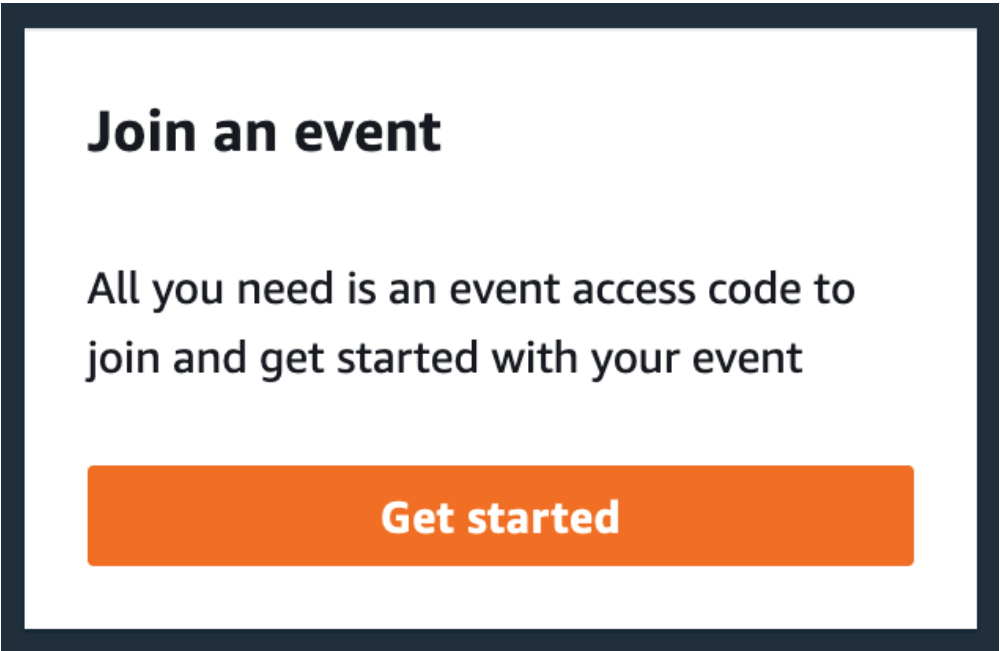 Join an event
All you need is an event access code to
join and get started with your event
Get started